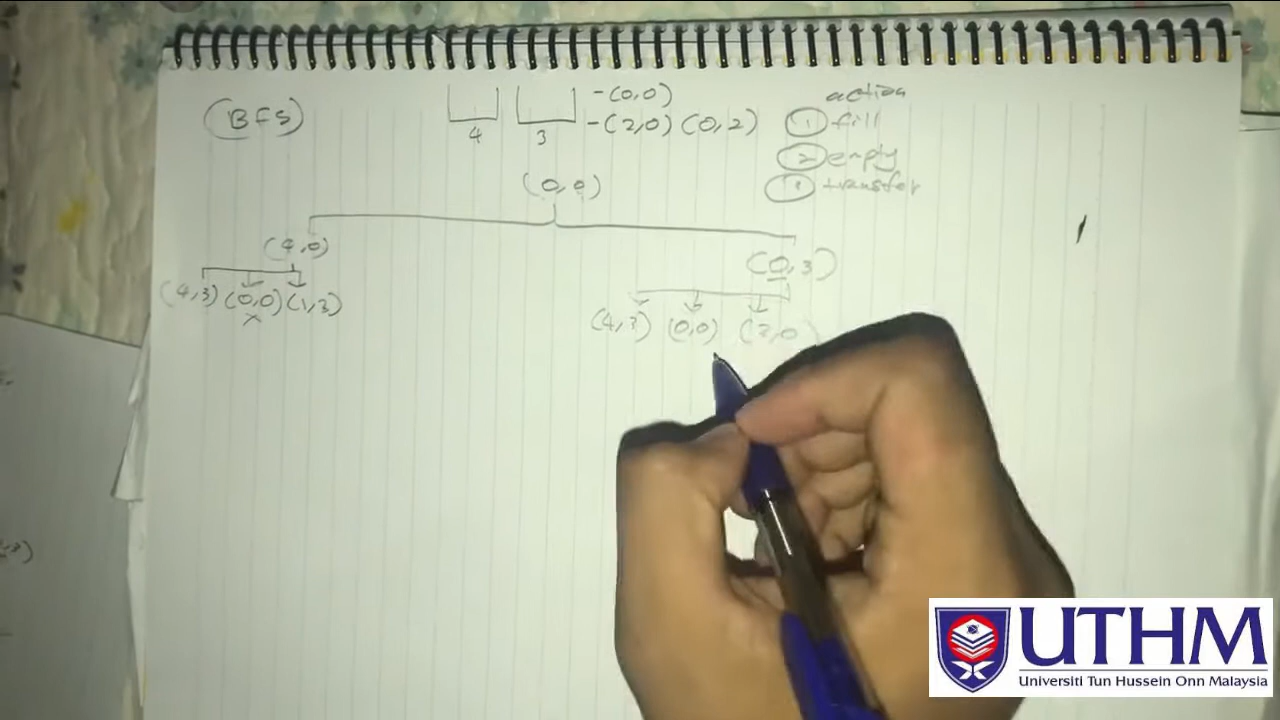 BFS
4 3
-(0,0)
-(2,0) (0,2)
action
1 fill
2 empty
3 transfer
(0,0)
(4,0) (0,3)
(4,3) (0,0) (1,3) (4,3) (0,0)
x
UTHM
Universiti Tun Hussein Onn Malaysia